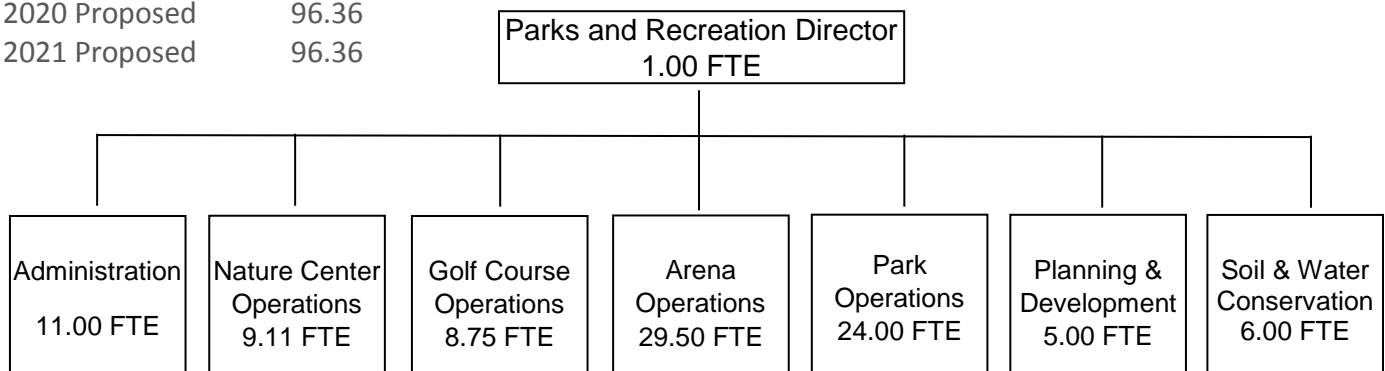 2020 Proposed 96.36
2021 Proposed 96.36
Parks and Recreation Director
1.00 FTE
Administration
11.00 FTE
Nature Center
Operations
9.11 FTE
Golf Course
Operations
8.75 FTE
Arena
Operations
29.50 FTE
Park
Operations
24.00 FTE
Planning &
Development
5.00 FTE
Soil & Water
Conservation
6.00 FTE